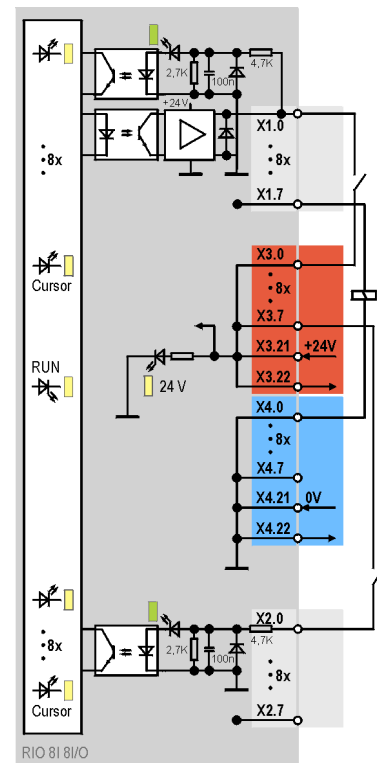 2,7K
100n
4,7K
+24V
X1.0
8x
8x
X1.7
X3.0
Cursor
8x
X3.7
X3.21
+24V
RUN
X3.22
24 V
X4.0
8x
X4.7
X4.21
0V
X4.22
X2.0
2,7K
100n
4,7K
8x
8x
Cursor
X2.7
RIO 8I 8I/O